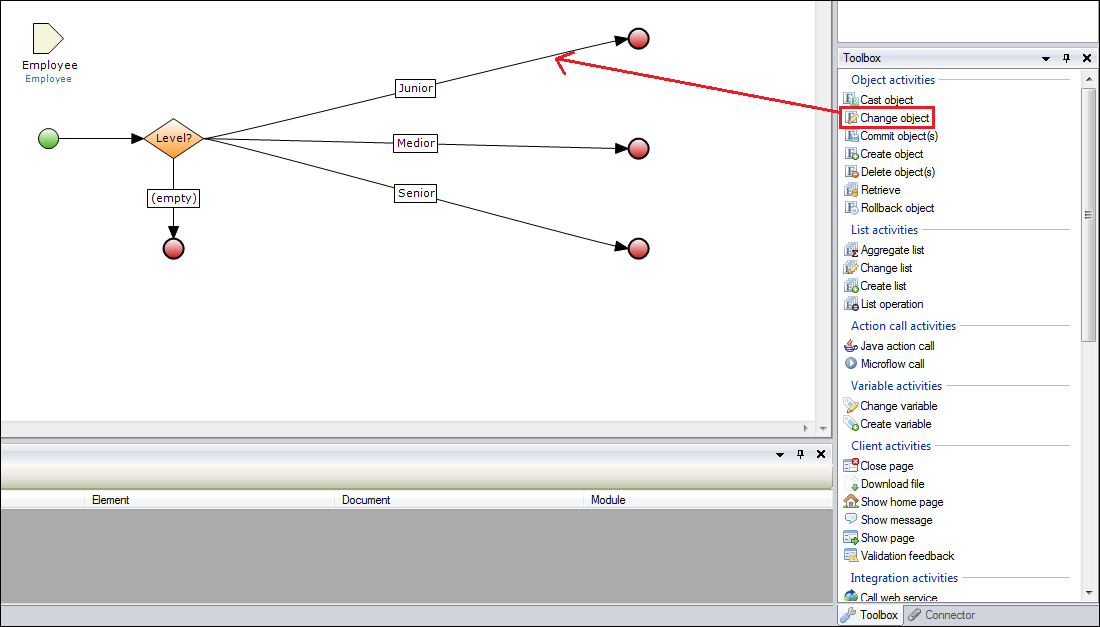 Employee
Employee
Level?
Junior
Medior
Senior
(empty)
Element
Document
Module
Toolbox
Object activities
Cast object
Change object
Commit object(s)
Create object
Delete object(s)
Retrieve
Rollback object
List activities
Aggregate list
Change list
Create list
List operation
Action call activities
Java action call
Microflow call
Variable activities
Change variable
Create variable
Client activities
Close page
Download file
Show home page
Show message
Show page
Validation feedback
Integration activities
Call web service
Toolbox
Connector